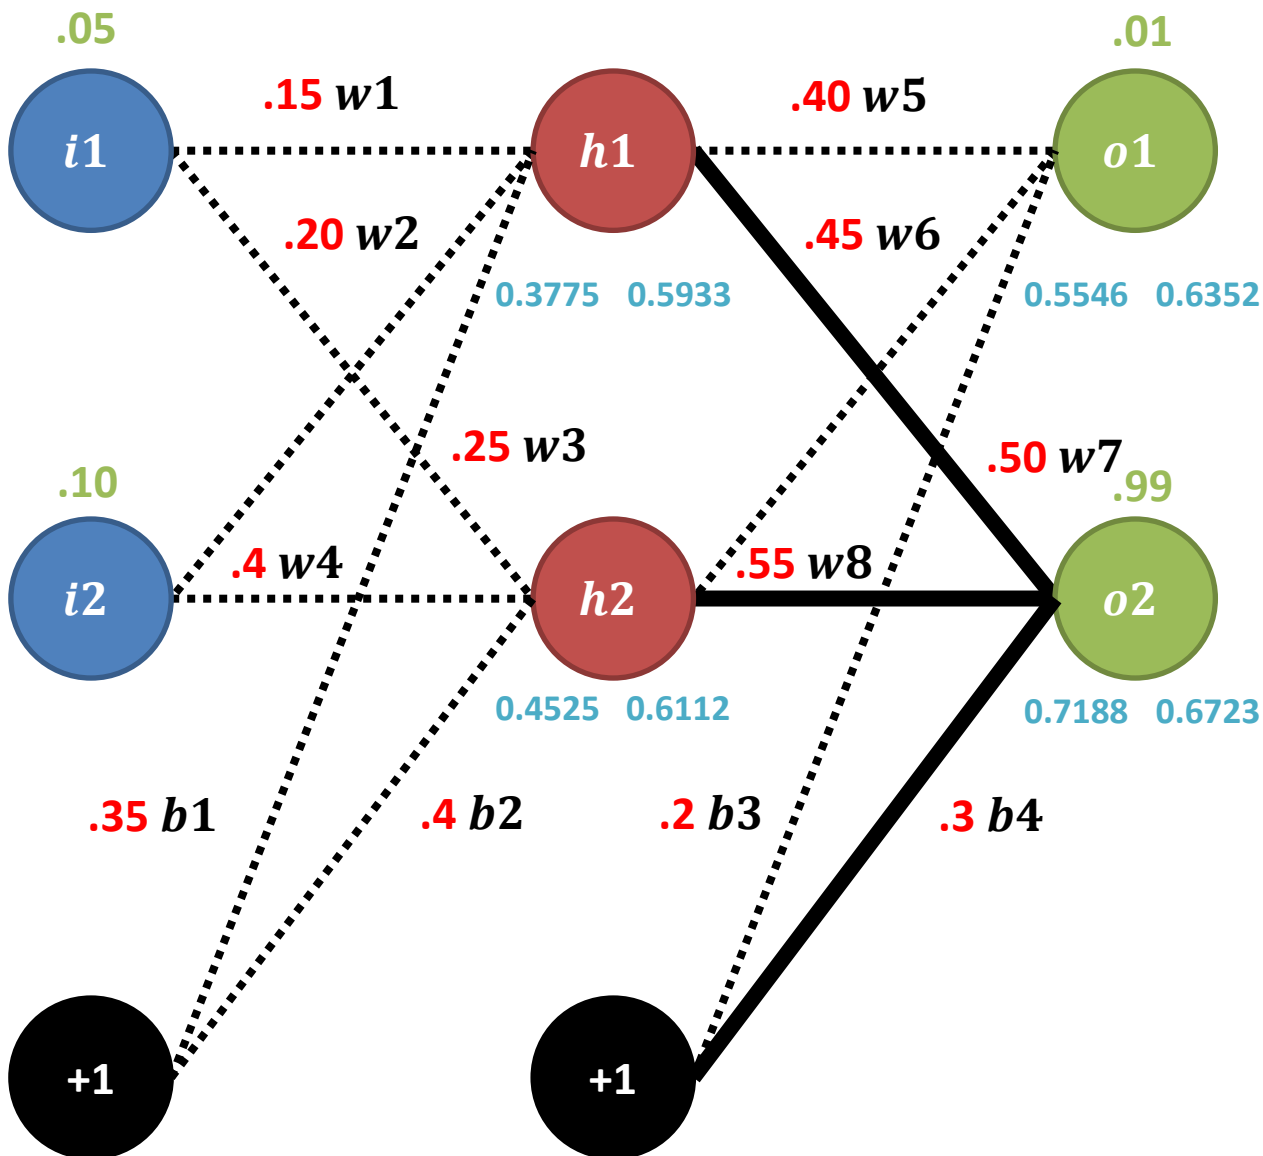 .05
.01
.15 w1
.40 w5
i1
h1
o1
.20 w2
.45 w6
0.3775 0.5933
0.5546 0.6352
.25 w3
.50 w7
.10
.99
.4 w4
.55 w8
i2
h2
o2
0.4525 0.6112
0.7188 0.6723
.35 b1
.4 b2
.2 b3
.3 b4
+1
+1